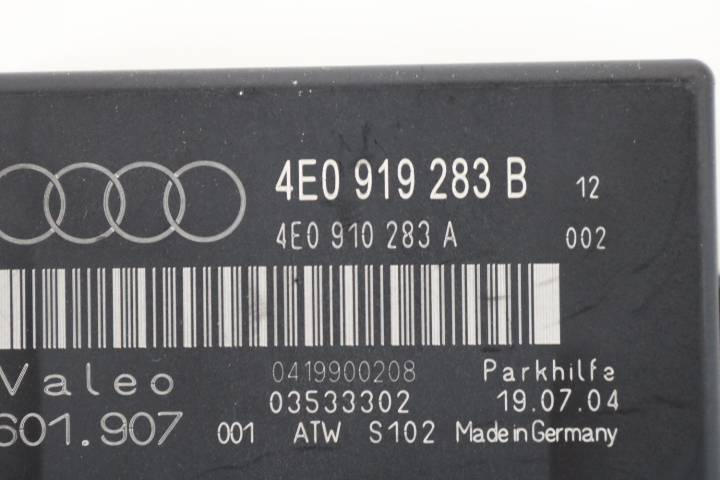 4E0 919 283 B 12
4E0 910 283 A 002
Valeo 0419900208 Parkhilfe
03533302 19.07.04
601.907 001 ATW S102 Made in Germany